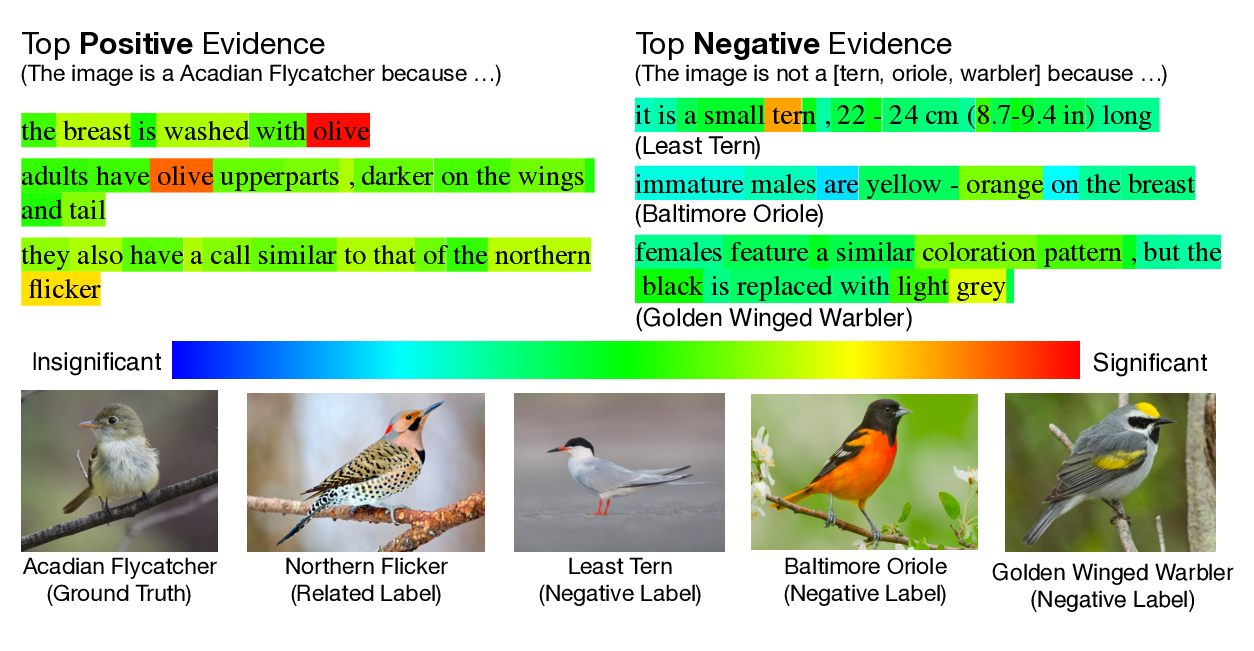 Top Positive Evidence
(The image is a Acadian Flycatcher because …)
the breast is washed with olive
adults have olive upperparts , darker on the wings
and tail
they also have a call similar to that of the northern
flicker
Top Negative Evidence
(The image is not a [tern, oriole, warbler] because …)
it is a small tern , 22 - 24 cm (8.7-9.4 in) long
(Least Tern)
immature males are yellow - orange on the breast
(Baltimore Oriole)
females feature a similar coloration pattern , but the
black is replaced with light grey
(Golden Winged Warbler)
Insignificant
Significant
Acadian Flycatcher
(Ground Truth)
Northern Flicker
(Related Label)
Least Tern
(Negative Label)
Baltimore Oriole
(Negative Label)
Golden Winged Warbler
(Negative Label)